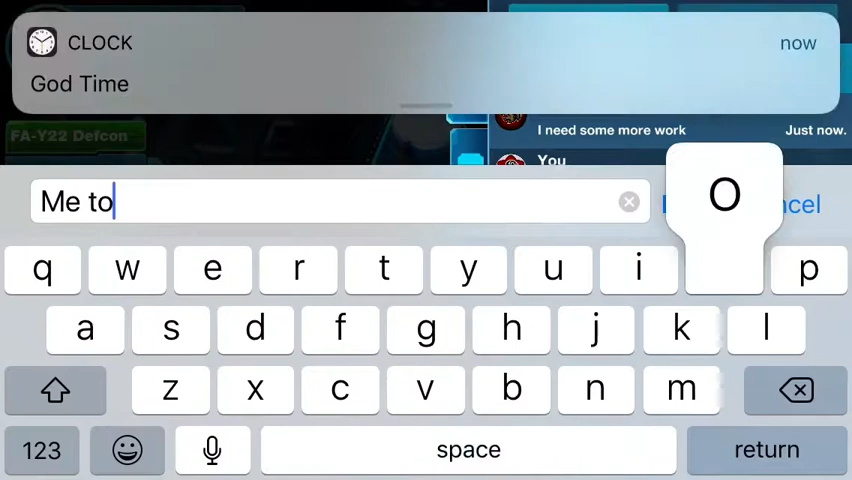 CLOCK now
God Time
FA-Y22 Defcon
I need some more work Just now.
You
Me to
ncel
O
q w e r t y u i p
a s d f g h j k l
z x c v b n m
123 space return